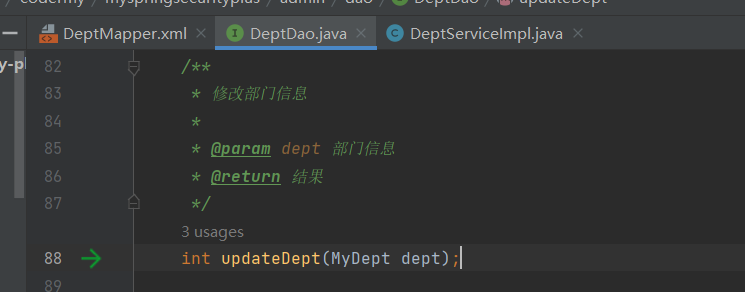 codermy > myspringsecurityplus > admin > dao > DeptDao > updateDept
DeptMapper.xml × DeptDao.java × DeptServiceImpl.java ×
82 /**
83 * 修改部门信息
84 *
85 * @param dept 部门信息
86 * @return 结果
87 */
3 usages
88 int updateDept(MyDept dept);
89